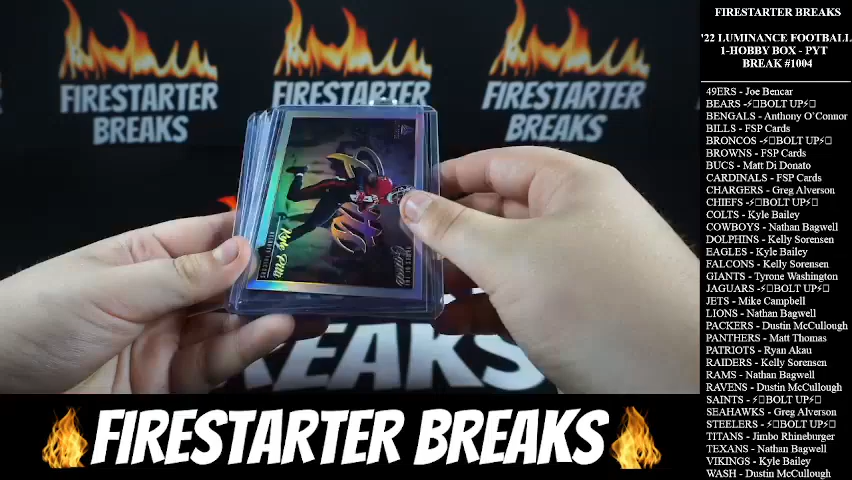 FIRESTARTER
BREAKS
FIRESTARTER
BREAKS
FIRESTARTER
BREAKS
Kyle Pitts
BREAKS
FIRESTARTER BREAKS
FIRESTARTER BREAKS
'22 LUMINANCE FOOTBALL
1-HOBBY BOX - PYT
BREAK #1004
49ERS - Joe Bencar
BEARS -⚡□BOLT UP⚡□
BENGALS - Anthony O'Connor
BILLS - FSP Cards
BRONCOS -⚡□BOLT UP⚡□
BROWNS - FSP Cards
BUCS - Matt Di Donato
CARDINALS - FSP Cards
CHARGERS - Greg Alverson
CHIEFS -⚡□BOLT UP⚡□
COLTS - Kyle Bailey
COWBOYS - Nathan Bagwell
DOLPHINS - Kelly Sorensen
EAGLES - Kyle Bailey
FALCONS - Kelly Sorensen
GIANTS - Tyrone Washington
JAGUARS -⚡□BOLT UP⚡□
JETS - Mike Campbell
LIONS - Nathan Bagwell
PACKERS - Dustin McCullough
PANTHERS - Matt Thomas
PATRIOTS - Ryan Akau
RAIDERS - Kelly Sorensen
RAMS - Nathan Bagwell
RAVENS - Dustin McCullough
SAINTS - ⚡□BOLT UP⚡□
SEAHAWKS - Greg Alverson
STEELERS - ⚡□BOLT UP⚡□
TITANS - Jimbo Rhineburger
TEXANS - Nathan Bagwell
VIKINGS - Kyle Bailey
WASH - Dustin McCullough